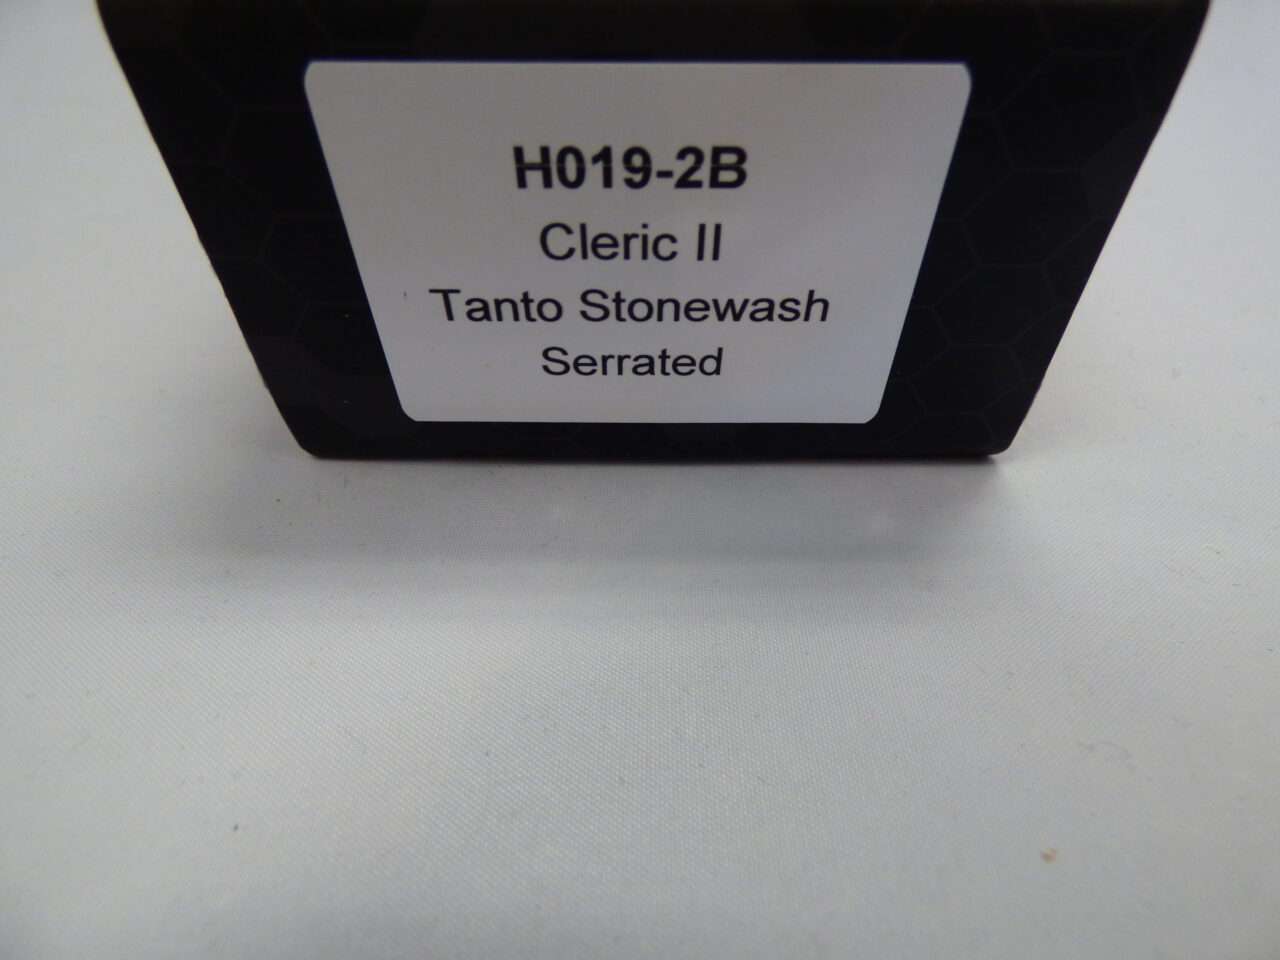 H019-2B
Cleric II
Tanto Stonewash
Serrated